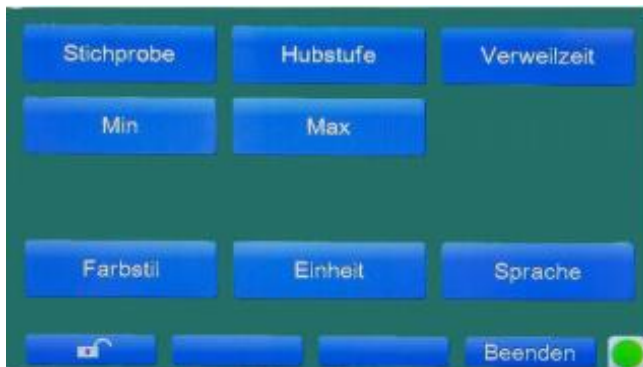 Stichprobe Hubstufe Verweilzeit
Min Max
Farbstil Einheit Sprache
Beenden